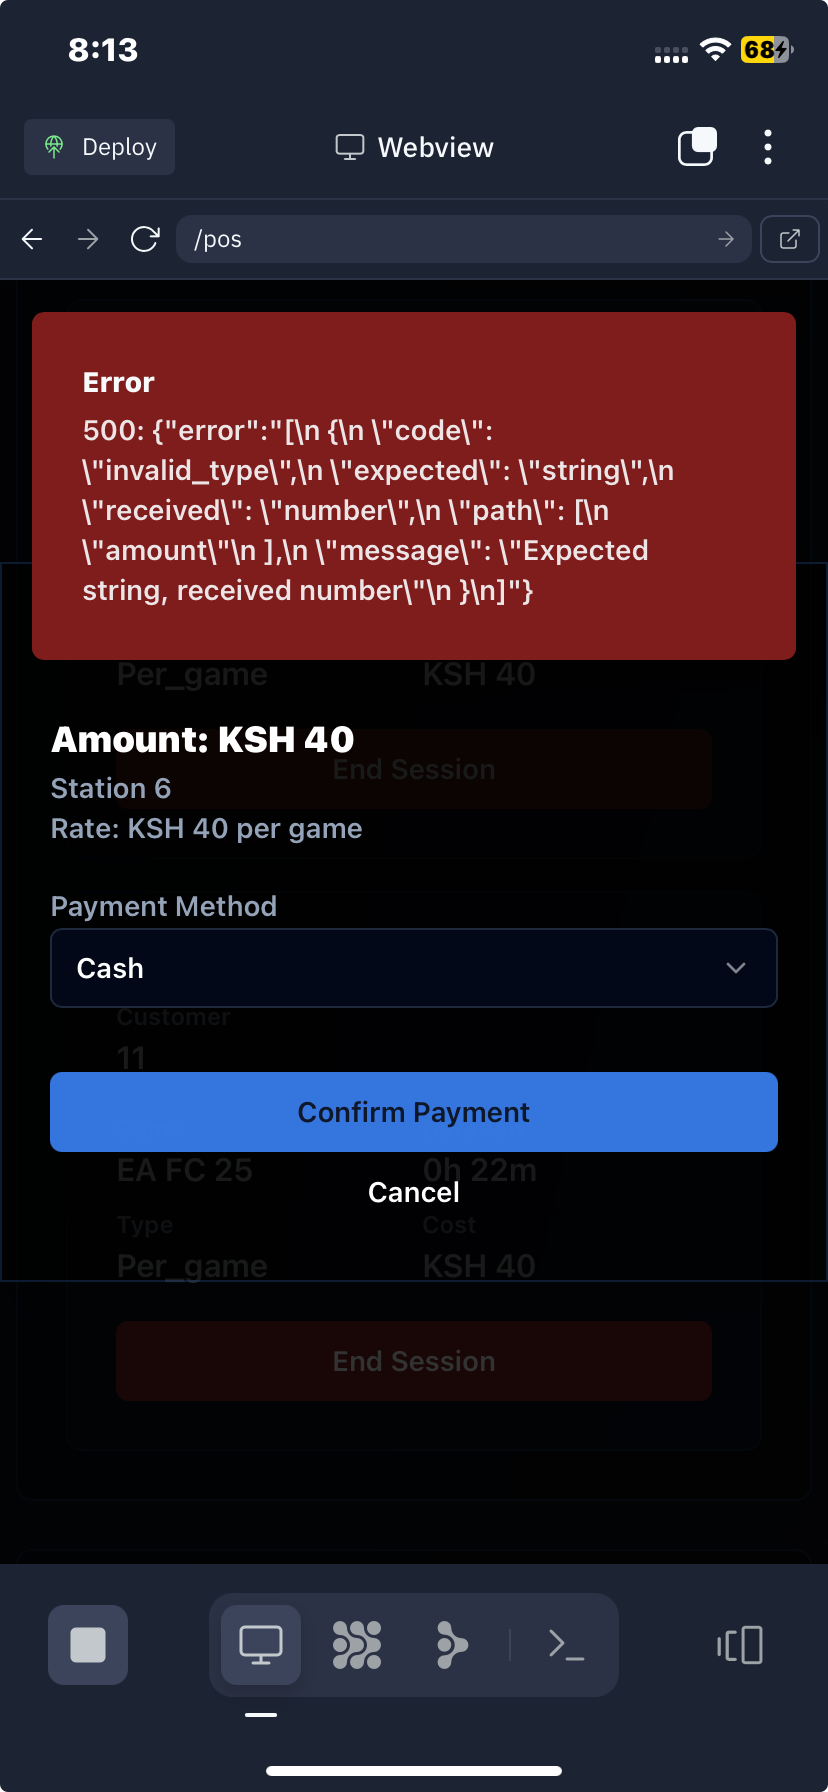 8:13
68
Deploy
Webview
/pos
Error
500: {"error":"[\n {\n \"code\":
\"invalid_type\",\n \"expected\": \"string\",\n
\"received\": \"number\",\n \"path\": [\n
\"amount\"\n ],\n \"message\": \"Expected
string, received number\"\n }\n]"}
Per_game KSH 40
Amount: KSH 40
End Session
Station 6
Rate: KSH 40 per game
Payment Method
Cash
Customer
11
Confirm Payment
EA FC 25 0h 22m
Cancel
Type Cost
Per_game KSH 40
End Session